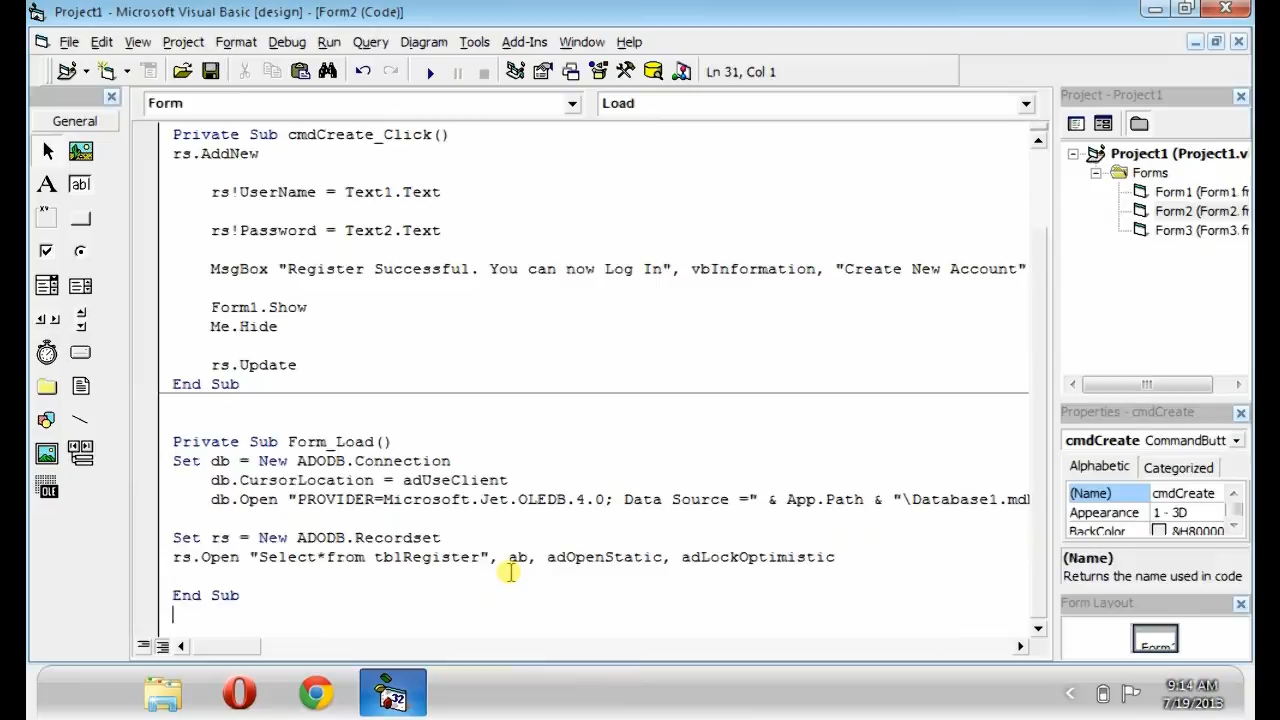 Project1 - Microsoft Visual Basic [design] - [Form2 (Code)]
File Edit View Project Format Debug Run Query Diagram Tools Add-Ins Window Help
Ln 31, Col 1
General
Form
Load
Private Sub cmdCreate_Click()
rs.AddNew
rs!UserName = Text1.Text
rs!Password = Text2.Text
MsgBox "Register Successful. You can now Log In", vbInformation, "Create New Account"
Form1.Show
Me.Hide
rs.Update
End Sub
Private Sub Form_Load()
Set db = New ADODB.Connection
db.CursorLocation = adUseClient
db.Open "PROVIDER=Microsoft.Jet.OLEDB.4.0; Data Source =" & App.Path & "\Database1.md
Set rs = New ADODB.Recordset
rs.Open "Select*from tblRegister", ab, adOpenStatic, adLockOptimistic
End Sub
Project - Project1
Project1 (Project1.v
Forms
Form1 (Form1.fr
Form2 (Form2.fr
Form3 (Form3.fr
Properties - cmdCreate
cmdCreate CommandButt
Alphabetic Categorized
(Name) cmdCreate
Appearance 1 - 3D
BackColor &H80000
(Name)
Returns the name used in code
Form Layout
9:14 AM
7/19/2013